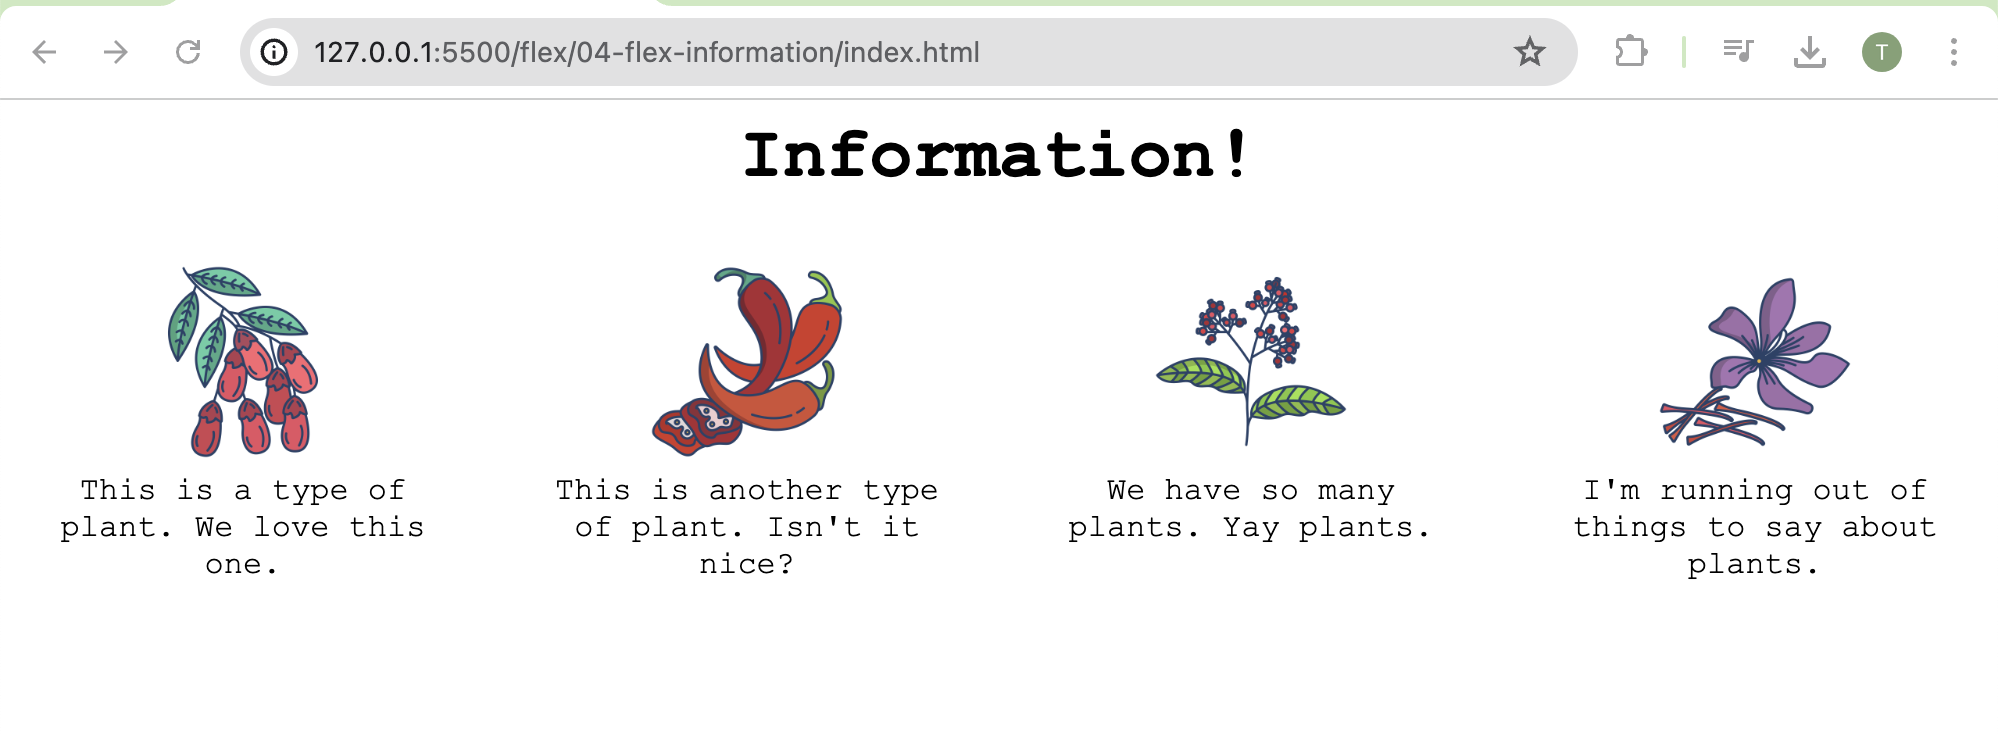 127.0.0.1:5500/flex/04-flex-information/index.html
T
Information!
This is a type of
plant. We love this
one.
This is another type
of plant. Isn't it
nice?
We have so many
plants. Yay plants.
I'm running out of
things to say about
plants.